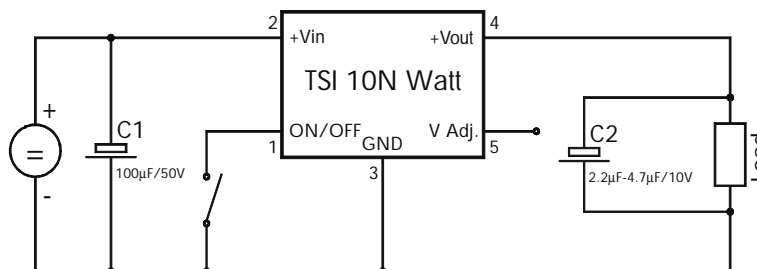 2
4
+Vin
+Vout
TSI 10N Watt
+
C1
ON/OFF
V Adj.
C2
=
1
GND
5
100µF/50V
2.2µF-4.7µF/10V
3
-